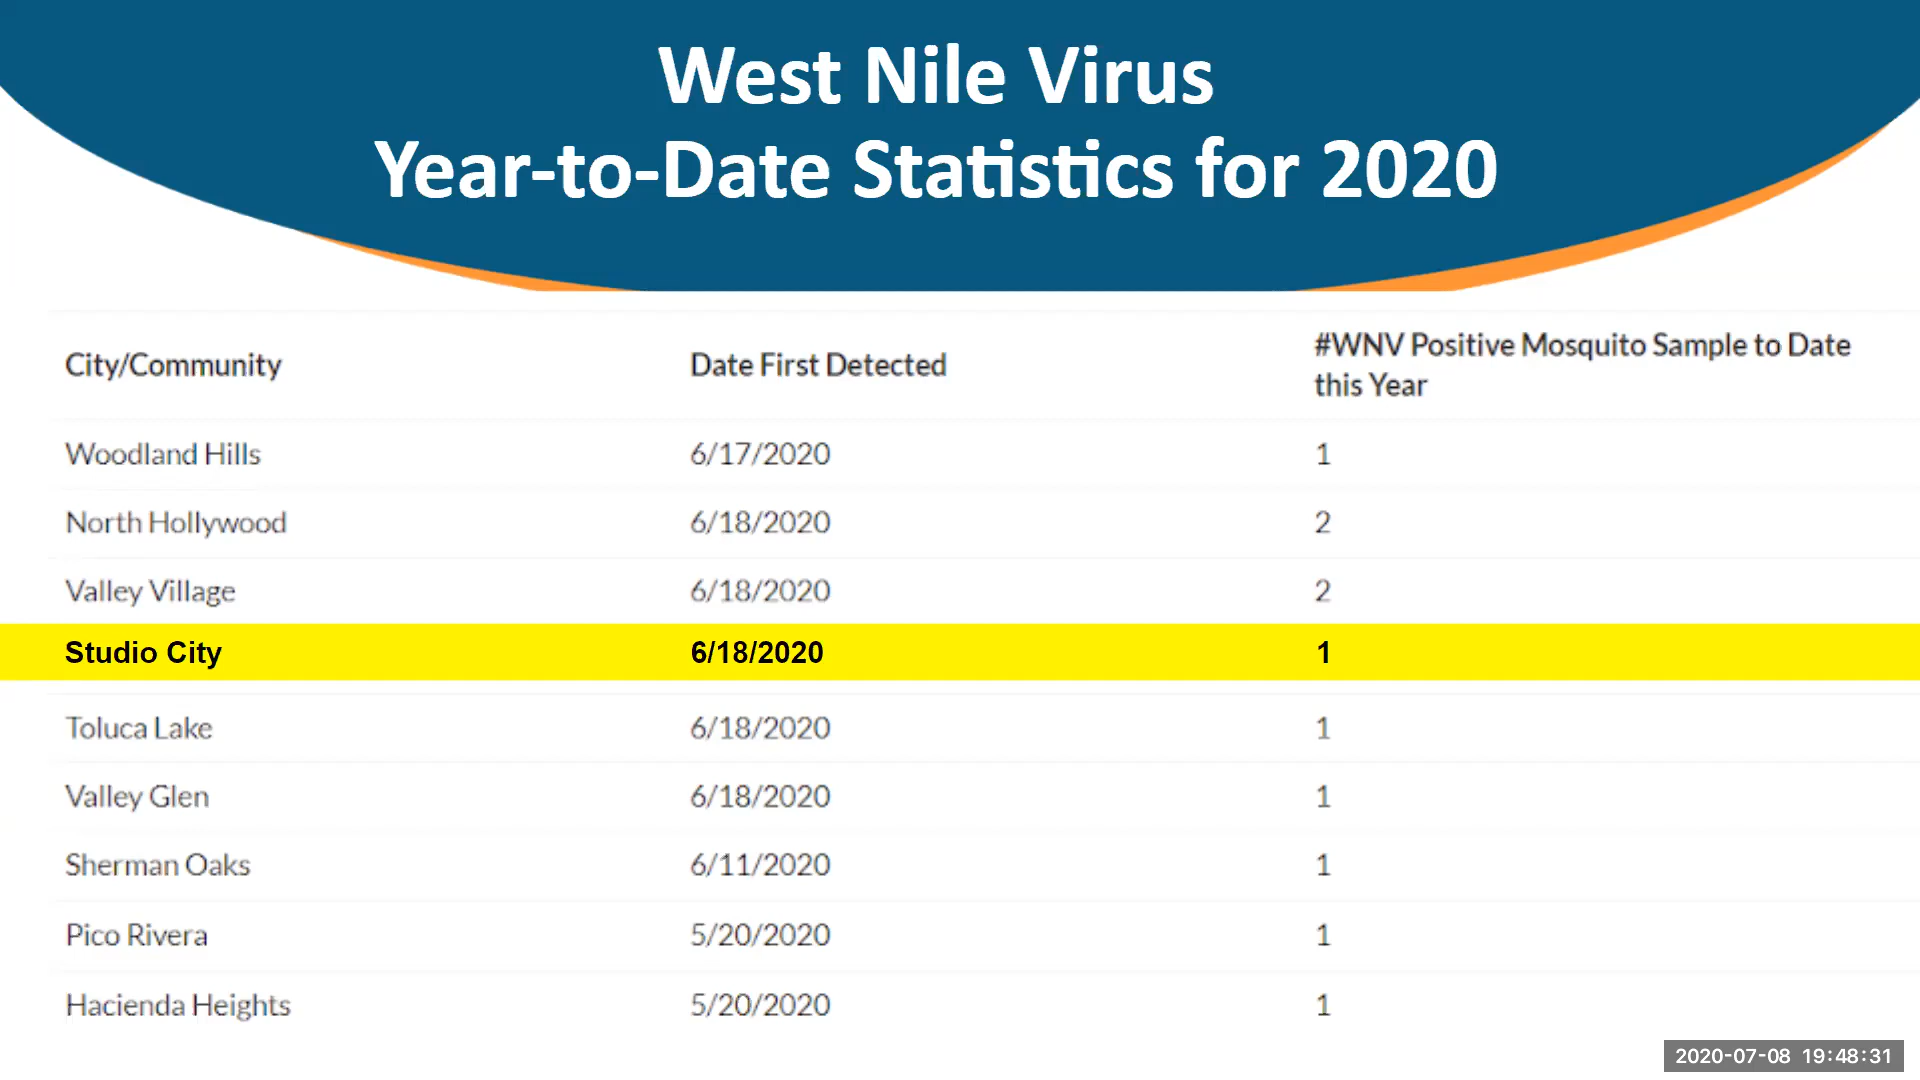 West Nile Virus
Year-to-Date Statistics for 2020
City/Community Date First Detected #WNV Positive Mosquito Sample to Date
this Year
Woodland Hills 6/17/2020 1
North Hollywood 6/18/2020 2
Valley Village 6/18/2020 2
Studio City 6/18/2020 1
Toluca Lake 6/18/2020 1
Valley Glen 6/18/2020 1
Sherman Oaks 6/11/2020 1
Pico Rivera 5/20/2020 1
Hacienda Heights 5/20/2020 1
2020-07-08 19:48:31